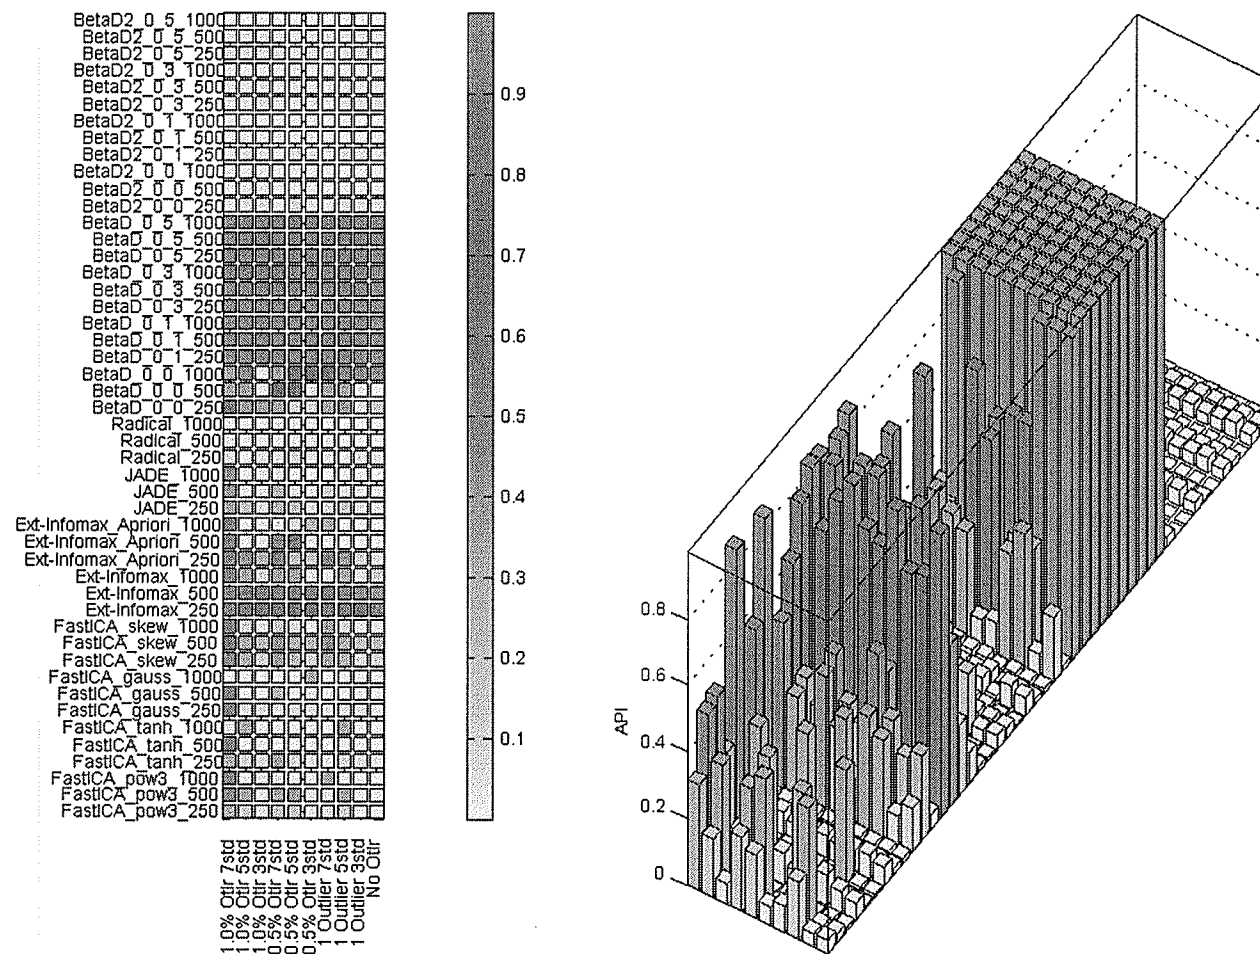 BetaD2_0_5_1000
BetaD2_0_5_500
BetaD2_0_5_250
BetaD2_0_3_1000
BetaD2_0_3_500
BetaD2_0_3_250
BetaD2_0_1_1000
BetaD2_0_1_500
BetaD2_0_1_250
BetaD2_0_0_1000
BetaD2_0_0_500
BetaD2_0_0_250
BetaD_0_5_1000
BetaD_0_5_500
BetaD_0_5_250
BetaD_0_3_1000
BetaD_0_3_500
BetaD_0_3_250
BetaD_0_1_1000
BetaD_0_1_500
BetaD_0_1_250
BetaD_0_0_1000
BetaD_0_0_500
BetaD_0_0_250
Radical_1000
Radical_500
Radical_250
JADE_1000
JADE_500
JADE_250
Ext-Infomax_Apriori_1000
Ext-Infomax_Apriori_500
Ext-Infomax_Apriori_250
Ext-Infomax_1000
Ext-Infomax_500
Ext-Infomax_250
FastICA_skew_1000
FastICA_skew_500
FastICA_skew_250
FastICA_gauss_1000
FastICA_gauss_500
FastICA_gauss_250
FastICA_tanh_1000
FastICA_tanh_500
FastICA_tanh_250
FastICA_pow3_1000
FastICA_pow3_500
FastICA_pow3_250
1.0% Otlr 7std
1.0% Otlr 5std
1.0% Otlr 3std
0.5% Otlr 7std
0.5% Otlr 5std
0.5% Otlr 3std
1 Outlier 7std
1 Outlier 5std
1 Outlier 3std
No Otlr
0.9
0.8
0.7
0.6
0.5
0.4
0.3
0.2
0.1
API
0.8
0.6
0.4
0.2
0